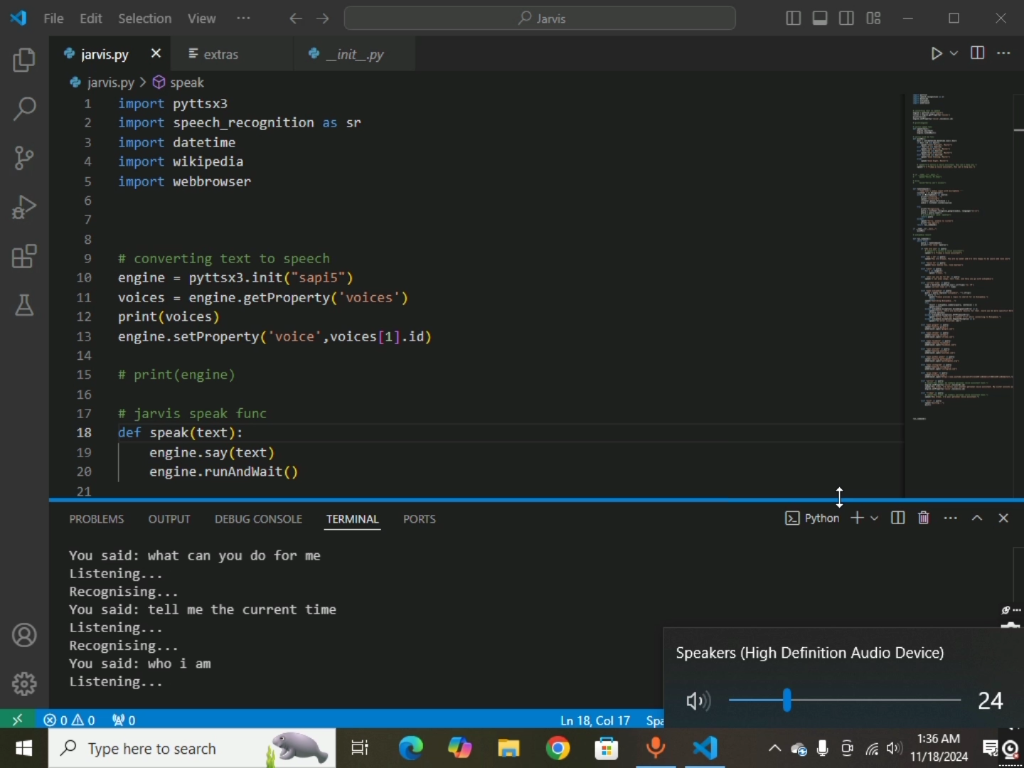 File Edit Selection View ··· Jarvis
jarvis.py extras __init__.py
jarvis.py > speak
1 import pyttsx3
2 import speech_recognition as sr
3 import datetime
4 import wikipedia
5 import webbrowser
6
7
8
9 # converting text to speech
10 engine = pyttsx3.init("sapi5")
11 voices = engine.getProperty('voices')
12 print(voices)
13 engine.setProperty('voice',voices[1].id)
14
15 # print(engine)
16
17 # jarvis speak func
18 def speak(text):
19 engine.say(text)
20 engine.runAndWait()
21
PROBLEMS OUTPUT DEBUG CONSOLE TERMINAL PORTS Python
You said: what can you do for me
Listening...
Recognising...
You said: tell me the current time
Listening...
Recognising...
You said: who i am
Listening...
Speakers (High Definition Audio Device)
24
0 0 0 Ln 18, Col 17 Spa
Type here to search
1:36 AM
11/18/2024